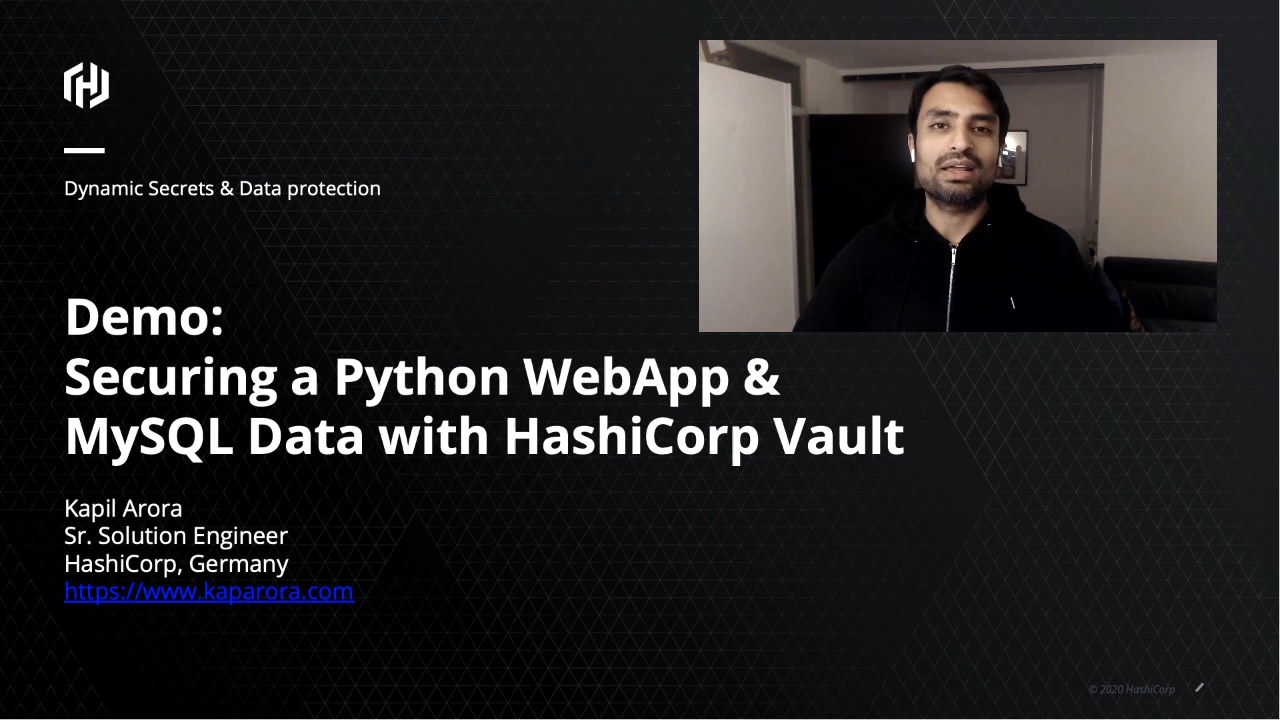 Dynamic Secrets & Data protection
Demo:
Securing a Python WebApp &
MySQL Data with HashiCorp Vault
Kapil Arora
Sr. Solution Engineer
HashiCorp, Germany
https://www.kaparora.com
© 2020 HashiCorp